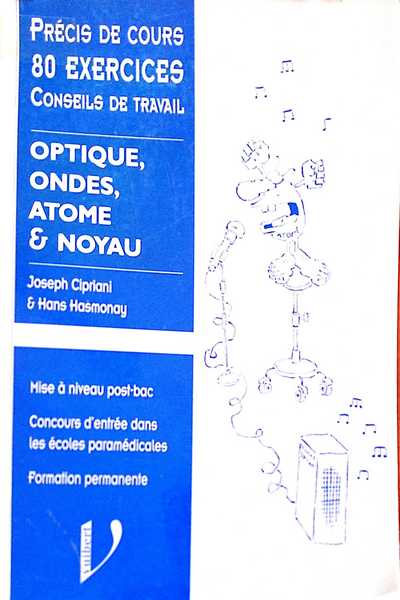 PRÉCIS DE COURS
80 EXERCICES
CONSEILS DE TRAVAIL
OPTIQUE,
ONDES,
ATOME
& NOYAU
Joseph Cipriani
& Hans Hasmonay
Mise à niveau post-bac
Concours d'entrée dans
les écoles paramédicales
Formation permanente
Vuibert